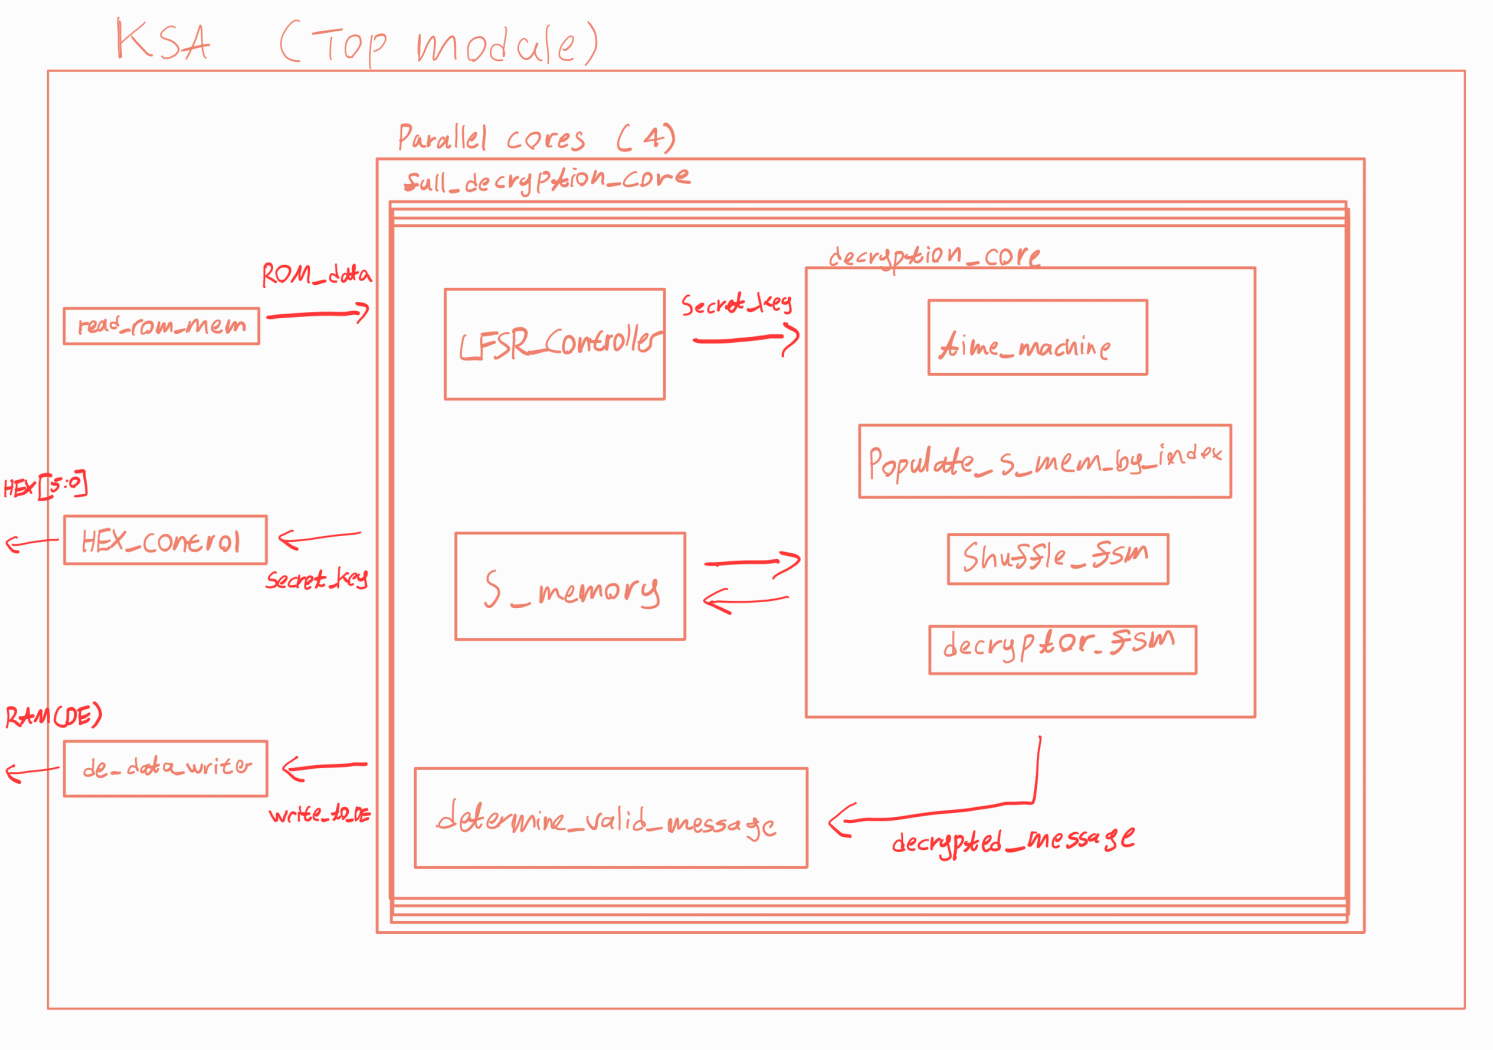 KSA (Top module)
Parallel cores (4)
full_decryption_core
decryption_core
ROM_data
read_rom_mem
LFSR_Controller
Secret_key
time_machine
Populate_s_mem_by_index
HEX[5:0]
HEX_control
Secret_key
S_memory
Shuffle_fsm
decryptor_fsm
RAM(DE)
de_data_writer
write_to_DE
determine_valid_message
decrypted_message